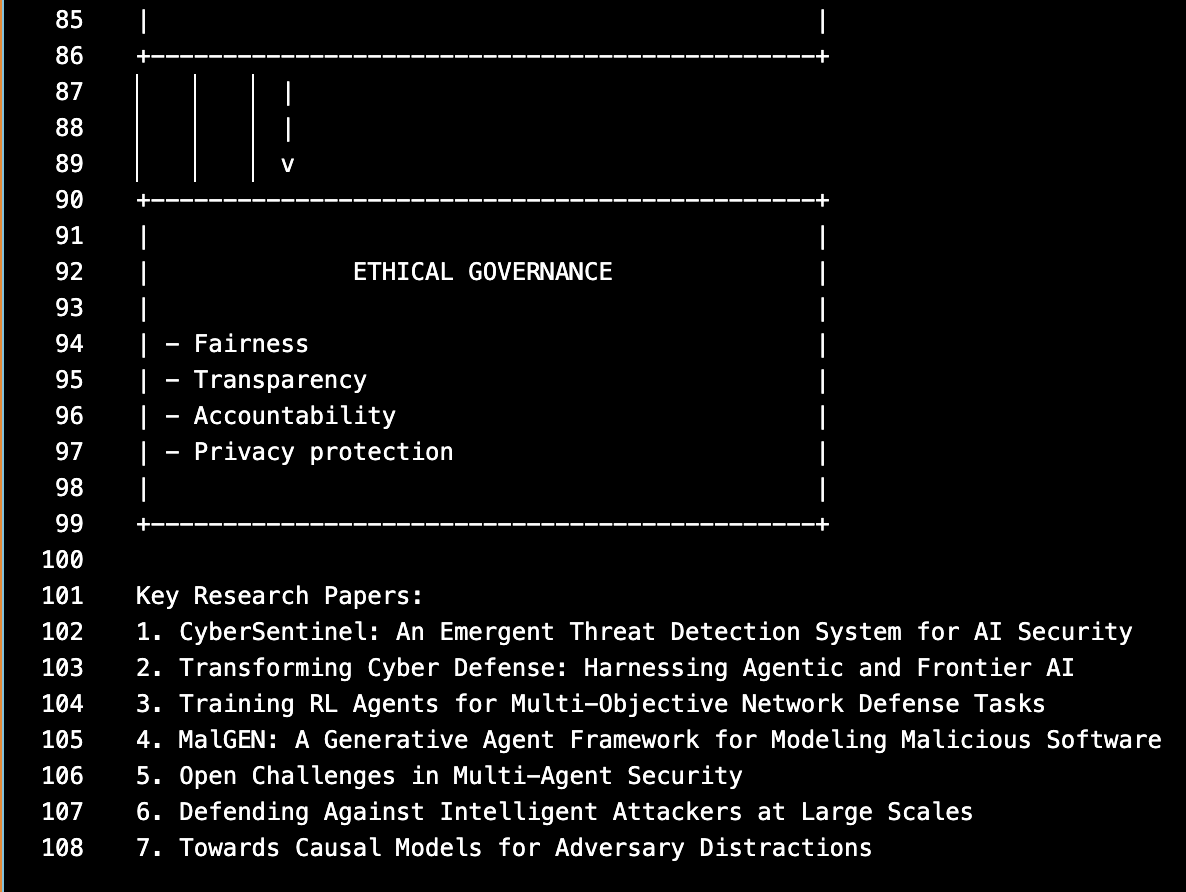 85 |                                              |
86 +----------------------------------------------+
87 |   |   |  |
88 |   |   |  |
89 |   |   |  v
90 +----------------------------------------------+
91 |                                              |
92 |              ETHICAL GOVERNANCE              |
93 |                                              |
94 | - Fairness                                   |
95 | - Transparency                               |
96 | - Accountability                             |
97 | - Privacy protection                         |
98 |                                              |
99 +----------------------------------------------+
100
101 Key Research Papers:
102 1. CyberSentinel: An Emergent Threat Detection System for AI Security
103 2. Transforming Cyber Defense: Harnessing Agentic and Frontier AI
104 3. Training RL Agents for Multi-Objective Network Defense Tasks
105 4. MalGEN: A Generative Agent Framework for Modeling Malicious Software
106 5. Open Challenges in Multi-Agent Security
107 6. Defending Against Intelligent Attackers at Large Scales
108 7. Towards Causal Models for Adversary Distractions